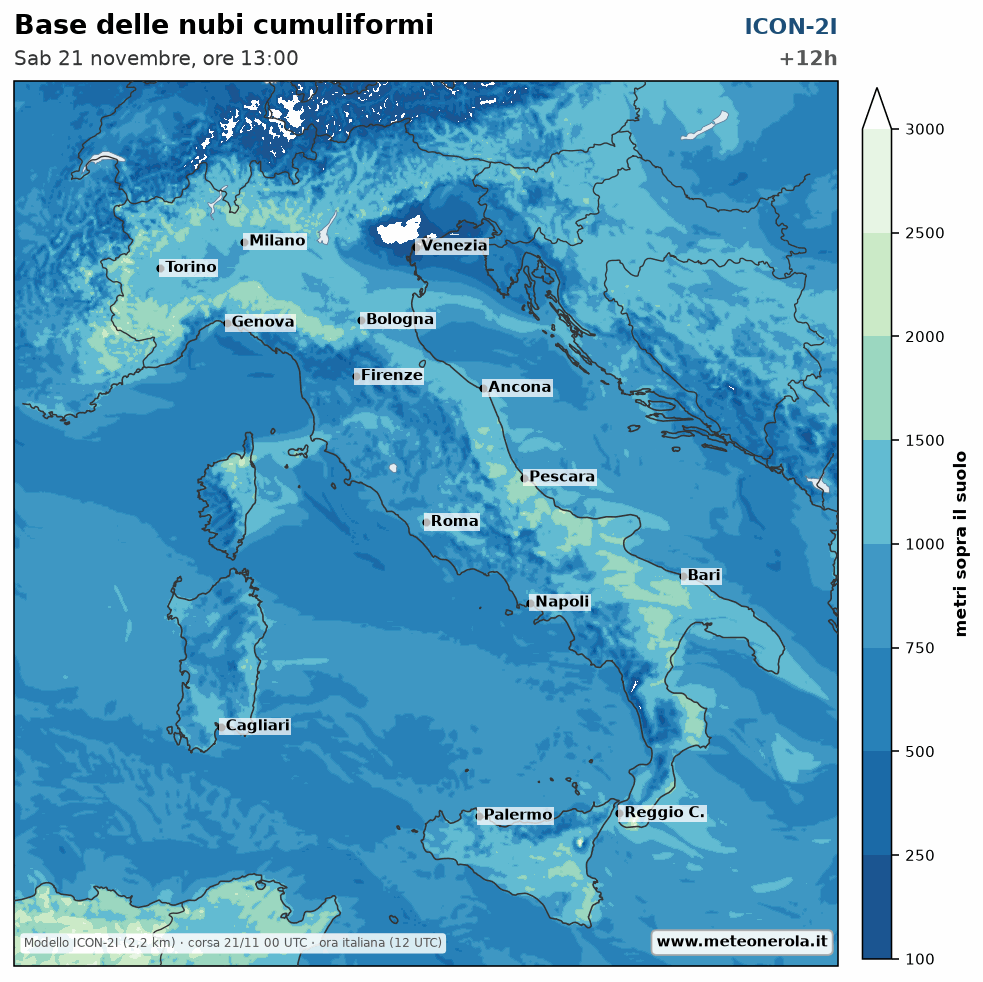 Base delle nubi cumuliformi
ICON-2I
Sab 21 novembre, ore 13:00
+12h
3000
2500
2000
1500
1000
750
500
250
100
metri sopra il suolo
Milano
Venezia
Torino
Genova
Bologna
Firenze
Ancona
Pescara
Roma
Bari
Napoli
Cagliari
Palermo
Reggio C.
Modello ICON-2I (2,2 km) · corsa 21/11 00 UTC · ora italiana (12 UTC)
www.meteonerola.it